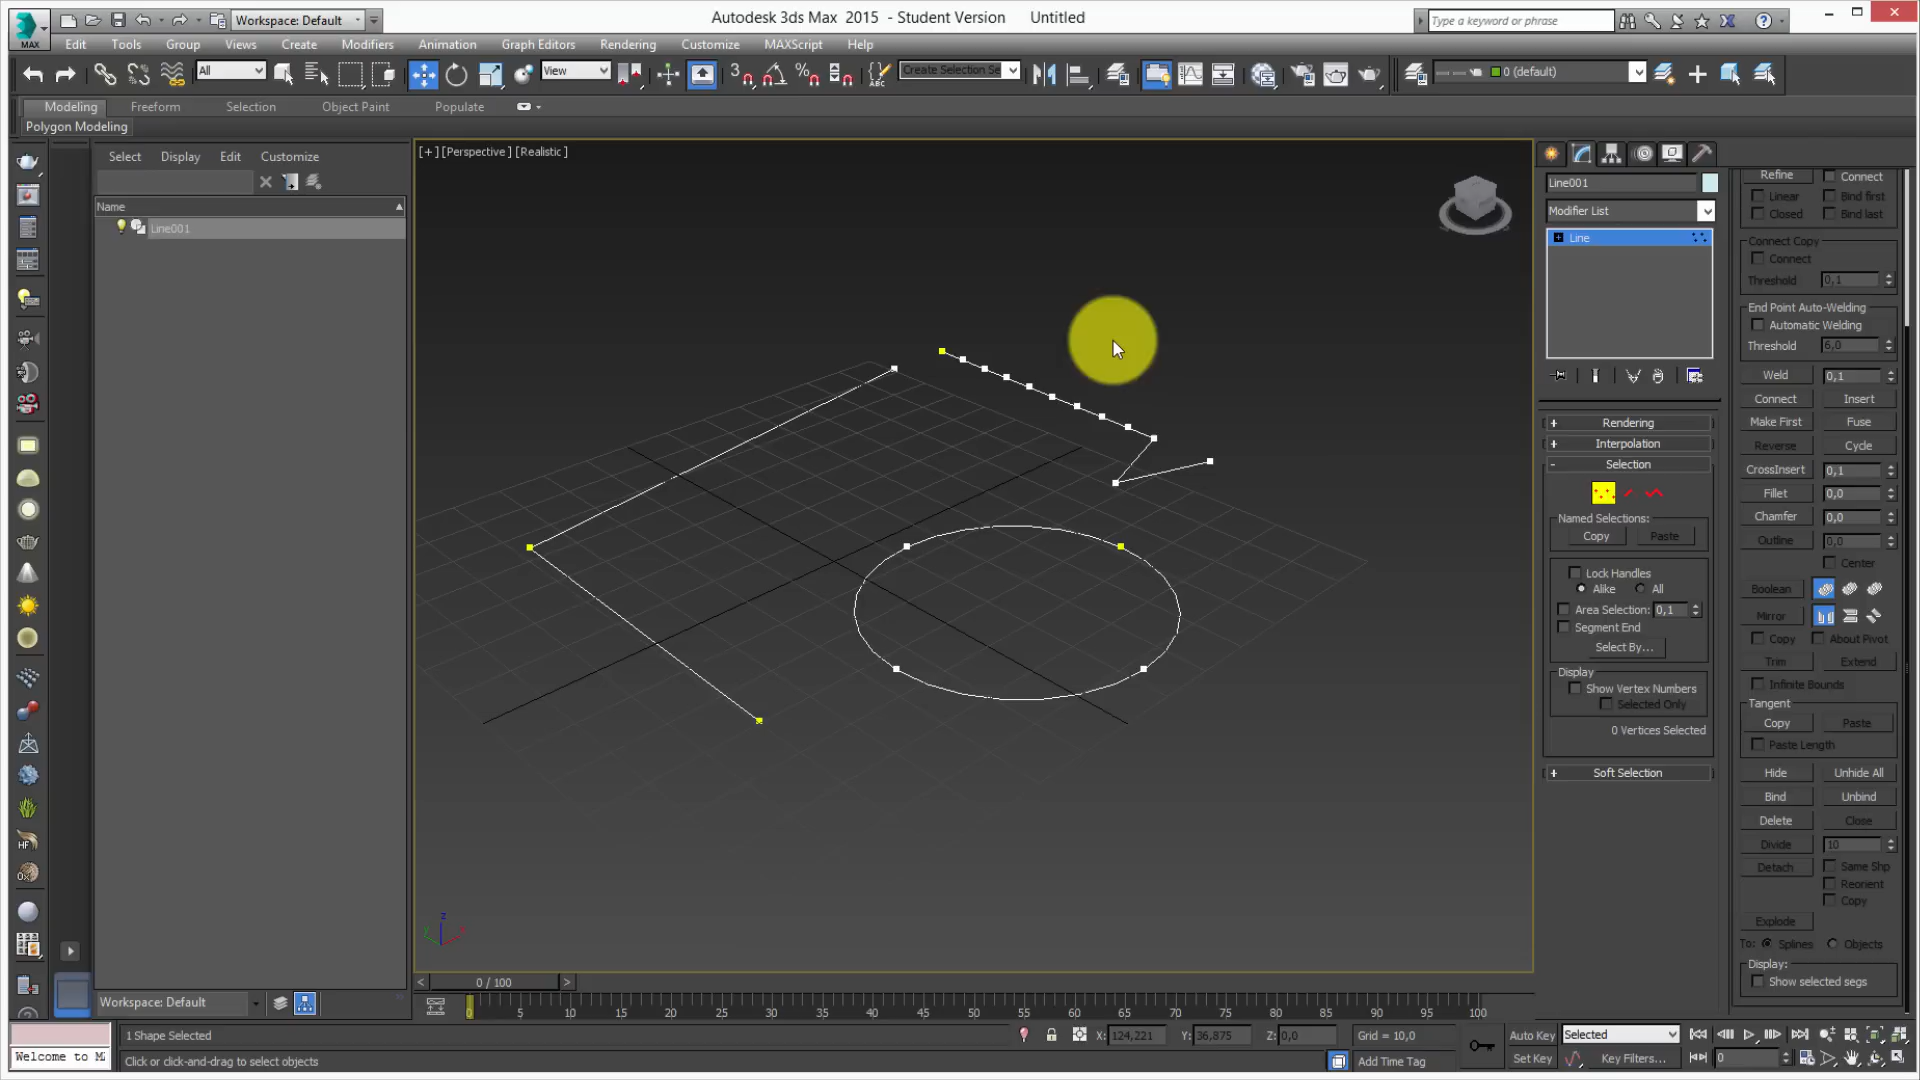 MAX
Workspace: Default
Autodesk 3ds Max 2015 - Student Version Untitled
Type a keyword or phrase
Edit Tools Group Views Create Modifiers Animation Graph Editors Rendering Customize MAXScript Help
All
View
3
ABC
Create Selection Se
0 (default)
Modeling Freeform Selection Object Paint Populate
Polygon Modeling
Select Display Edit Customize
Name
Line001
[+] [Perspective] [Realistic]
Line001
Modifier List
Line
Rendering
Interpolation
Selection
Named Selections:
Copy Paste
Lock Handles
Alike All
Area Selection: 0,1
Segment End
Select By...
Display
Show Vertex Numbers
Selected Only
0 Vertices Selected
Soft Selection
Refine Connect
Linear Bind first
Closed Bind last
Connect Copy
Connect
Threshold 0,1
End Point Auto-Welding
Automatic Welding
Threshold 6,0
Weld 0,1
Connect Insert
Make First Fuse
Reverse Cycle
CrossInsert 0,1
Fillet 0,0
Chamfer 0,0
Outline 0,0
Center
Boolean
Mirror
Copy About Pivot
Trim Extend
Infinite Bounds
Tangent
Copy Paste
Paste Length
Hide Unhide All
Bind Unbind
Delete Close
Divide 10
Detach Same Shp
Reorient
Copy
Explode
To: Splines Objects
Display:
Show selected segs
HF
z
x
y
Workspace: Default
< 0 / 100 >
0 5 10 15 20 25 30 35 40 45 50 55 60 65 70 75 80 85 90 95 100
1 Shape Selected
X: 124,221 Y: 36,875 Z: 0,0 Grid = 10,0
Auto Key Selected
Welcome to M
Click or click-and-drag to select objects
Add Time Tag
Set Key Key Filters... 0